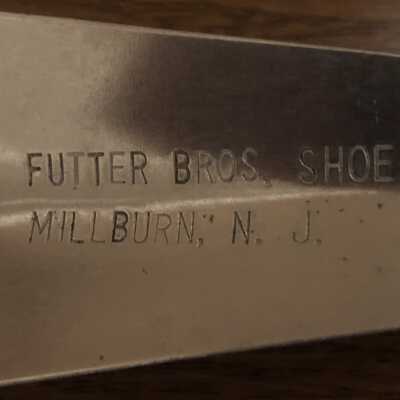 FUTTER BROS. SHOE
MILLBURN, N. J.